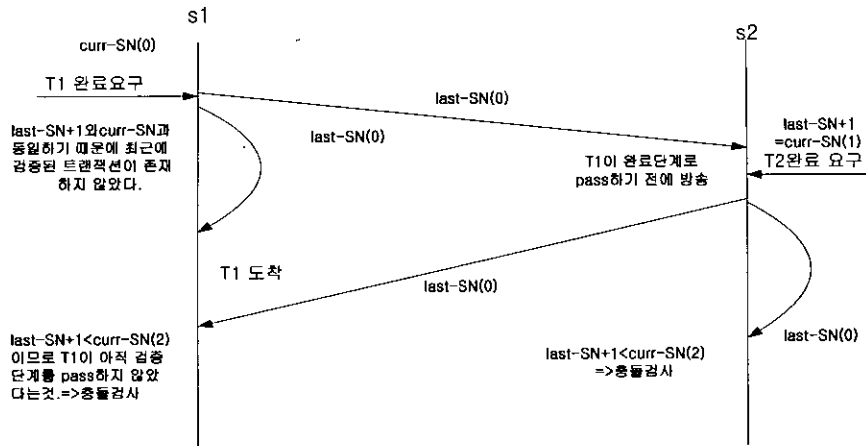 s1
s2
curr-SN(0)
T1 완료요구
last-SN(0)
last-SN(0)
last-SN+1
=curr-SN(1)
T2완료 요구
last-SN+1와curr-SN과
동일하기 때문에 최근에
검증된 트랜잭션이 존재
하지 않았다.
T1이 완료단계로
pass하기 전에 방송
T1 도착
last-SN(0)
last-SN(0)
last-SN+1<curr-SN(2)
이므로 T1이 아직 검증
단계를 pass하지 않았
다는것.=>충돌검사
last-SN+1<curr-SN(2)
=>충돌검사